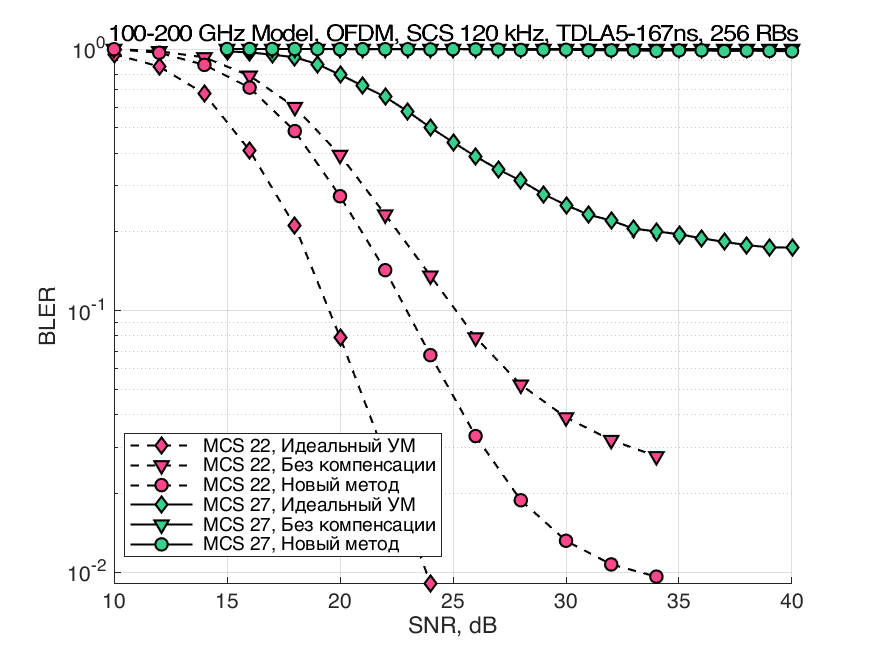 100-200 GHz Model, OFDM, SCS 120 kHz, TDLA5-167ns, 256 RBs
10⁰
10⁻¹
10⁻²
BLER
MCS 22, Идеальный УМ
MCS 22, Без компенсации
MCS 22, Новый метод
MCS 27, Идеальный УМ
MCS 27, Без компенсации
MCS 27, Новый метод
10 15 20 25 30 35 40
SNR, dB